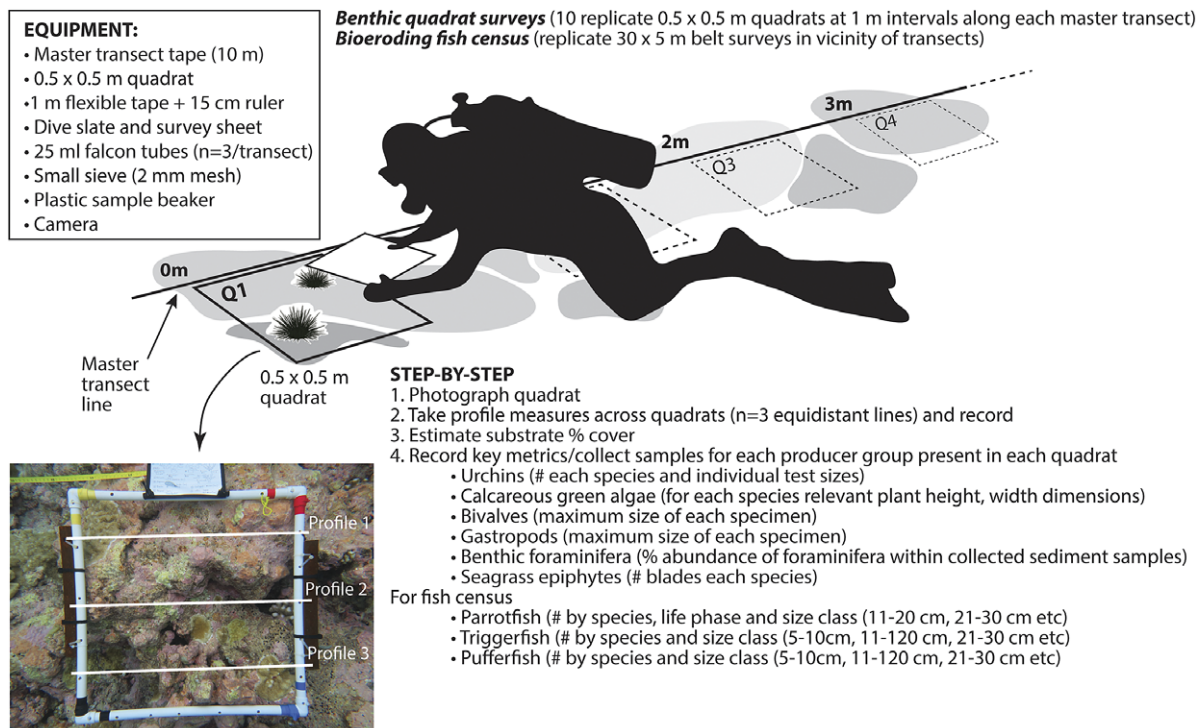 EQUIPMENT:
• Master transect tape (10 m)
• 0.5 x 0.5 m quadrat
•1 m flexible tape + 15 cm ruler
• Dive slate and survey sheet
• 25 ml falcon tubes (n=3/transect)
• Small sieve (2 mm mesh)
• Plastic sample beaker
• Camera
Benthic quadrat surveys (10 replicate 0.5 x 0.5 m quadrats at 1 m intervals along each master transect)
Bioeroding fish census (replicate 30 x 5 m belt surveys in vicinity of transects)
3m
Q4
2m
Q3
0m
Q1
Master
transect
line
0.5 x 0.5 m
quadrat
STEP-BY-STEP
1. Photograph quadrat
2. Take profile measures across quadrats (n=3 equidistant lines) and record
3. Estimate substrate % cover
4. Record key metrics/collect samples for each producer group present in each quadrat
• Urchins (# each species and individual test sizes)
• Calcareous green algae (for each species relevant plant height, width dimensions)
• Bivalves (maximum size of each specimen)
• Gastropods (maximum size of each specimen)
• Benthic foraminifera (% abundance of foraminifera within collected sediment samples)
• Seagrass epiphytes (# blades each species)
For fish census
• Parrotfish (# by species, life phase and size class (11-20 cm, 21-30 cm etc)
• Triggerfish (# by species and size class (5-10cm, 11-120 cm, 21-30 cm etc)
• Pufferfish (# by species and size class (5-10cm, 11-120 cm, 21-30 cm etc)
Profile 1
Profile 2
Profile 3